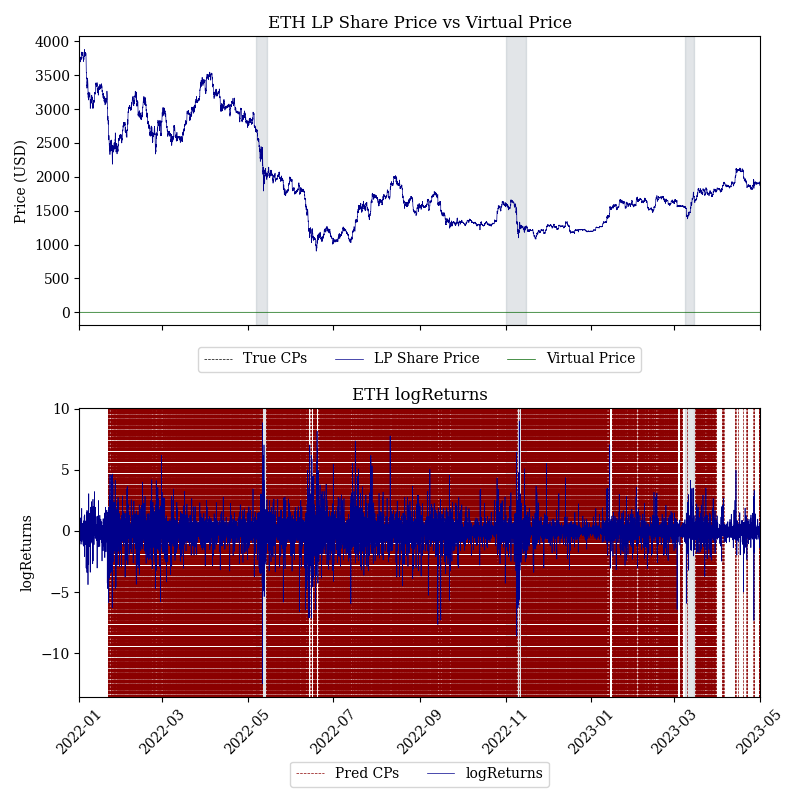 ETH LP Share Price vs Virtual Price
Price (USD)
4000
3500
3000
2500
2000
1500
1000
500
0
True CPs LP Share Price Virtual Price
ETH logReturns
logReturns
10
5
0
−5
−10
2022-01 2022-03 2022-05 2022-07 2022-09 2022-11 2023-01 2023-03 2023-05
Pred CPs logReturns